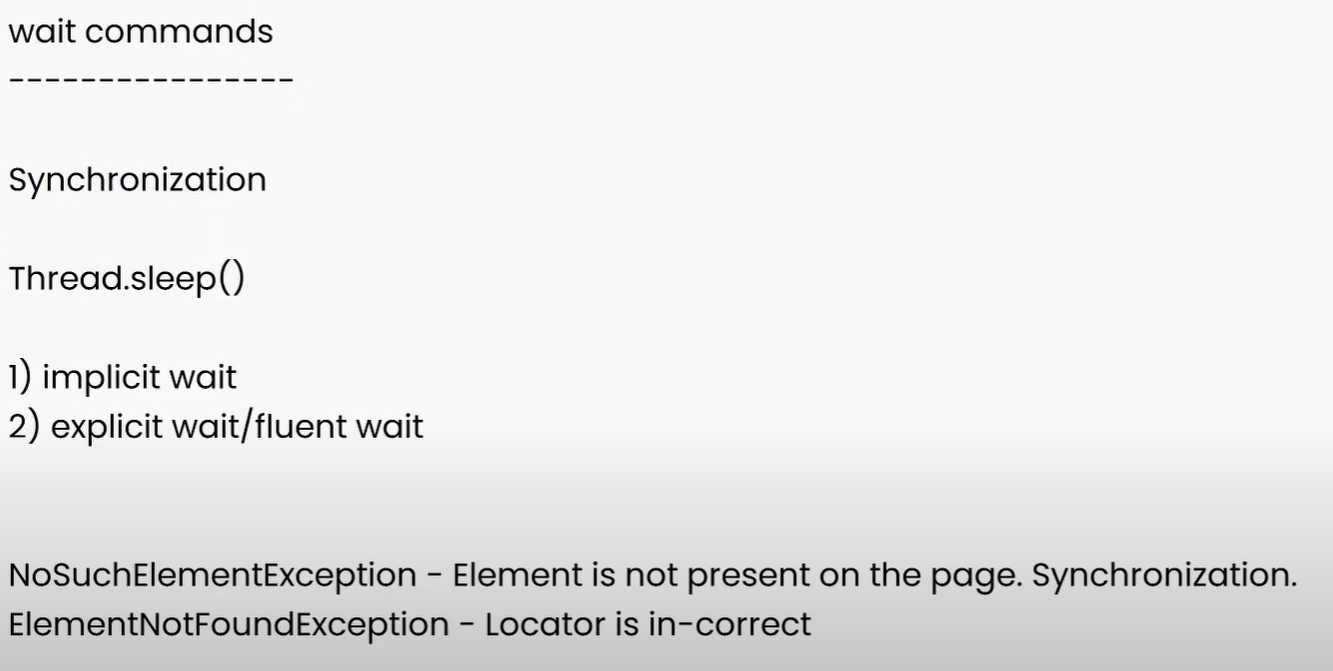 wait commands
----------------
Synchronization
Thread.sleep()
1) implicit wait
2) explicit wait/fluent wait
NoSuchElementException - Element is not present on the page. Synchronization.
ElementNotFoundException - Locator is in-correct